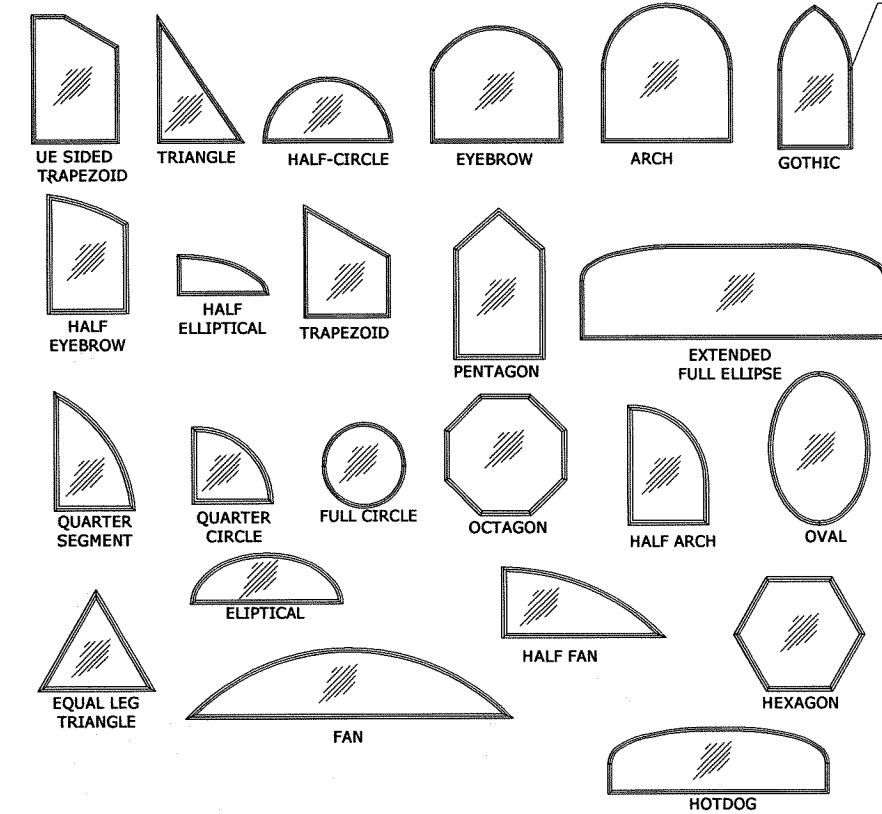 UE SIDED
TRAPEZOID
TRIANGLE
HALF-CIRCLE
EYEBROW
ARCH
GOTHIC
HALF
EYEBROW
HALF
ELLIPTICAL
TRAPEZOID
PENTAGON
EXTENDED
FULL ELLIPSE
QUARTER
SEGMENT
QUARTER
CIRCLE
FULL CIRCLE
OCTAGON
HALF ARCH
OVAL
ELIPTICAL
EQUAL LEG
TRIANGLE
FAN
HALF FAN
HEXAGON
HOTDOG